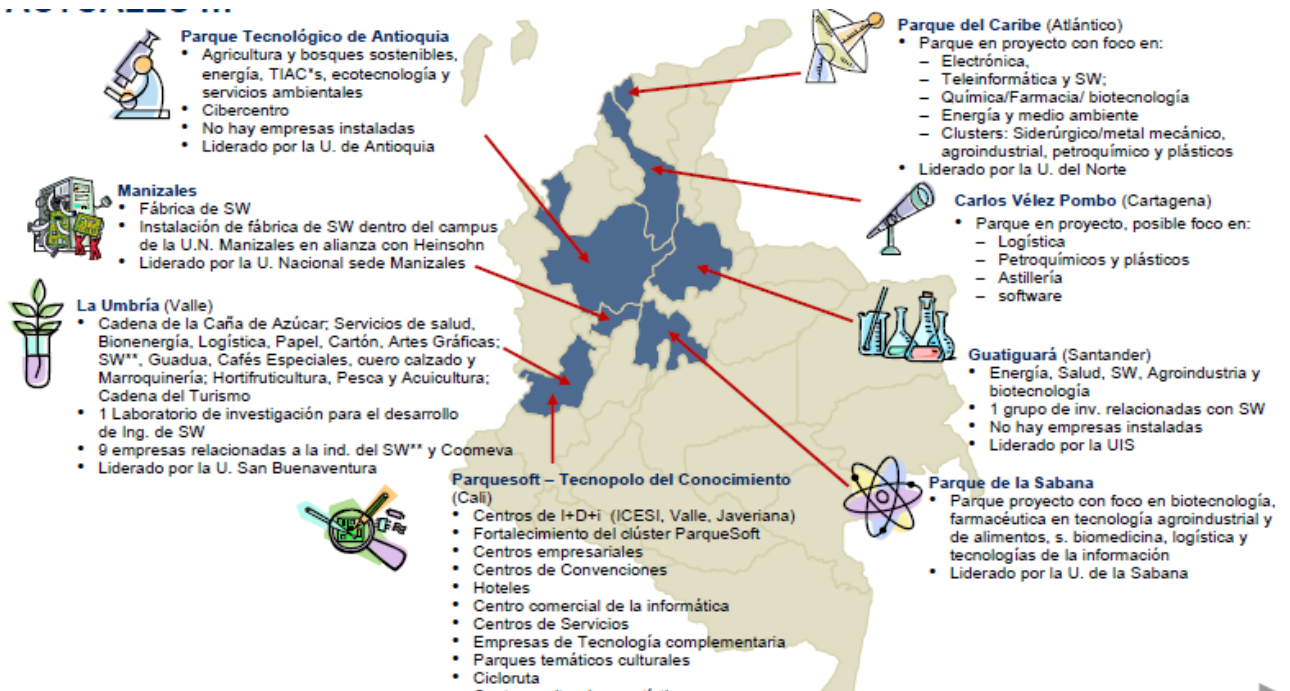 Parque Tecnológico de Antioquia
• Agricultura y bosques sostenibles,
energía, TIAC*s, ecotecnología y
servicios ambientales
• Cibercentro
• No hay empresas instaladas
• Liderado por la U. de Antioquia
Manizales
• Fábrica de SW
• Instalación de fábrica de SW dentro del campus
de la U.N. Manizales en alianza con Heinsohn
• Liderado por la U. Nacional sede Manizales
La Umbría (Valle)
• Cadena de la Caña de Azúcar; Servicios de salud,
Bionenergía, Logística, Papel, Cartón, Artes Gráficas;
SW**, Guadua, Cafés Especiales, cuero calzado y
Marroquinería; Hortifruticultura, Pesca y Acuicultura;
Cadena del Turismo
• 1 Laboratorio de investigación para el desarrollo
de Ing. de SW
• 9 empresas relacionadas a la ind. del SW** y Coomeva
• Liderado por la U. San Buenaventura
Parquesoft – Tecnopolo del Conocimiento
(Cali)
• Centros de I+D+i (ICESI, Valle, Javeriana)
• Fortalecimiento del clúster ParqueSoft
• Centros empresariales
• Centros de Convenciones
• Hoteles
• Centro comercial de la informática
• Centros de Servicios
• Empresas de Tecnología complementaria
• Parques temáticos culturales
• Cicloruta
Parque del Caribe (Atlántico)
• Parque en proyecto con foco en:
– Electrónica,
– Teleinformática y SW;
– Química/Farmacia/ biotecnología
– Energía y medio ambiente
– Clusters: Siderúrgico/metal mecánico,
agroindustrial, petroquímico y plásticos
• Liderado por la U. del Norte
Carlos Vélez Pombo (Cartagena)
• Parque en proyecto, posible foco en:
– Logística
– Petroquímicos y plásticos
– Astillería
– software
Guatiguará (Santander)
• Energía, Salud, SW, Agroindustria y
biotecnología
• 1 grupo de inv. relacionadas con SW
• No hay empresas instaladas
• Liderado por la UIS
Parque de la Sabana
• Parque proyecto con foco en biotecnología,
farmacéutica en tecnología agroindustrial y
de alimentos, s. biomedicina, logística y
tecnologías de la información
• Liderado por la U. de la Sabana